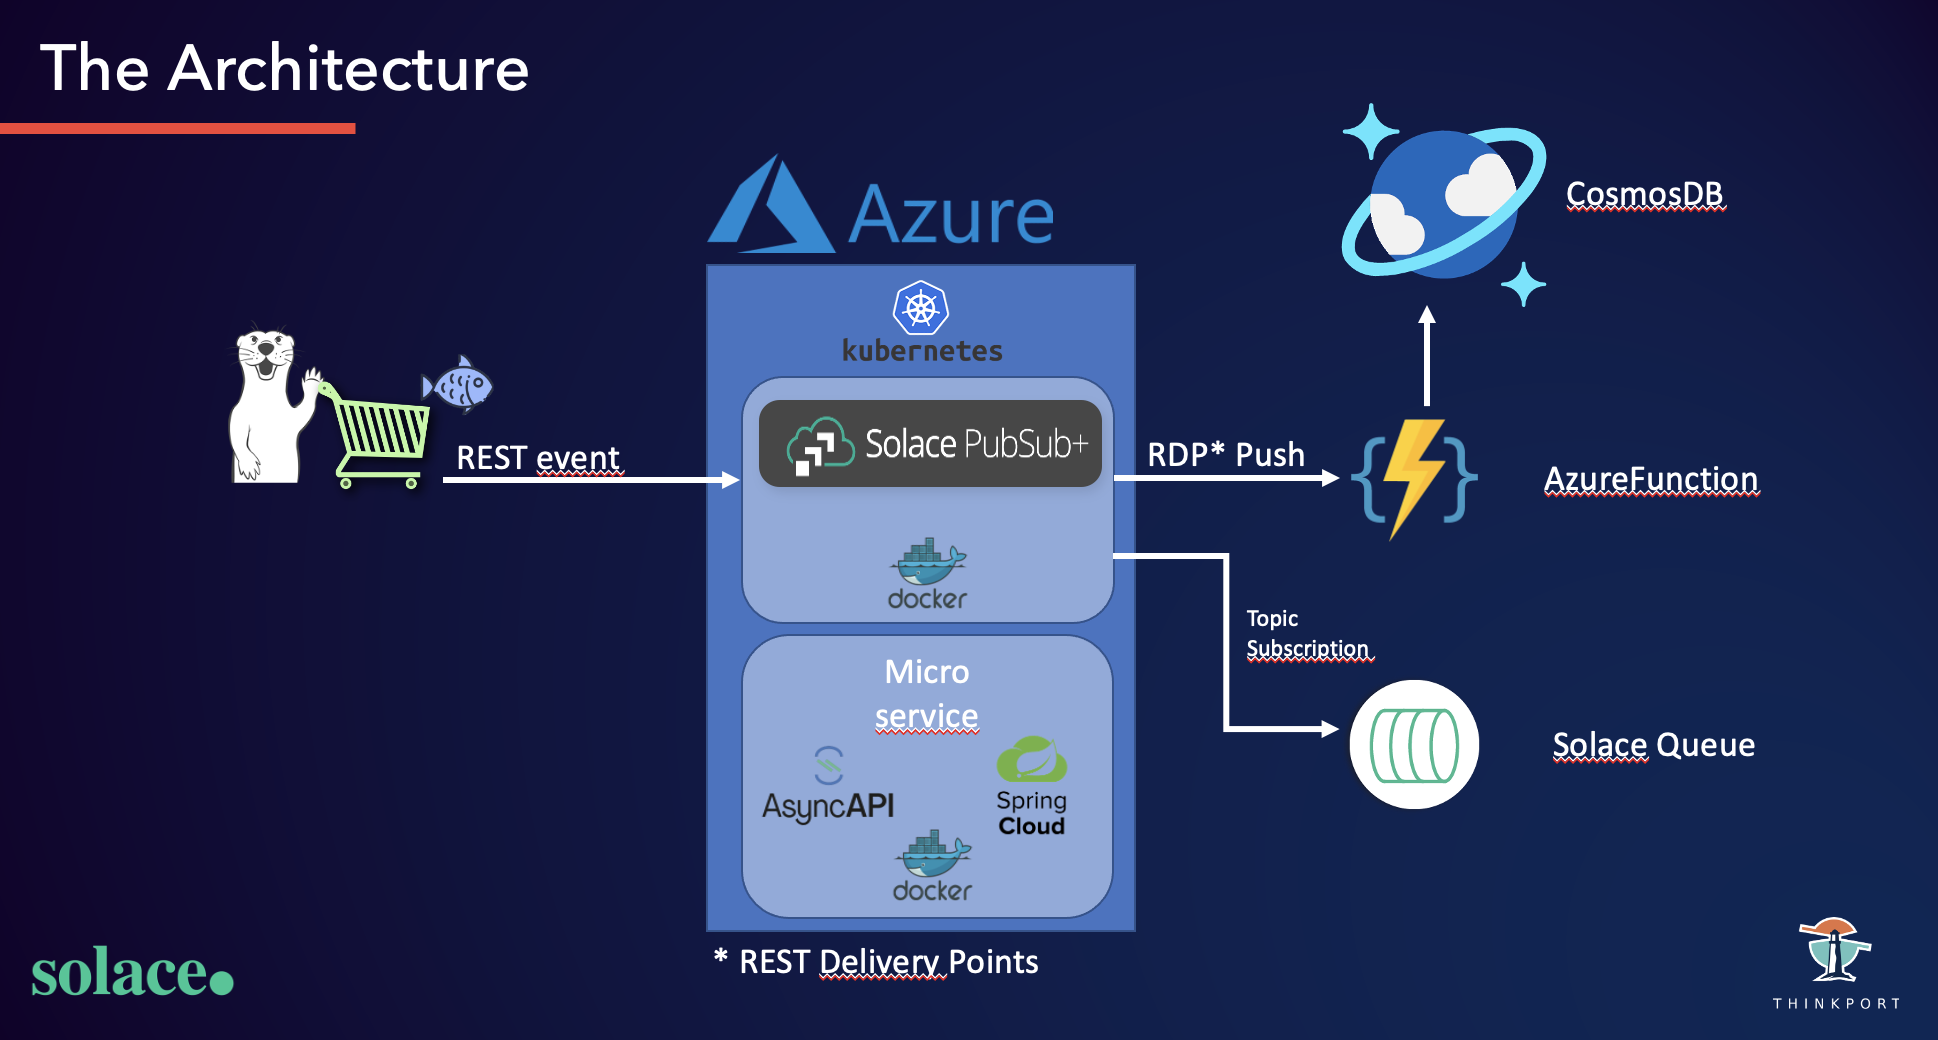 The Architecture
Azure
CosmosDB
kubernetes
REST event
Solace PubSub+
RDP* Push
AzureFunction
docker
Topic
Subscription
Micro
service
Solace Queue
AsyncAPI
Spring
Cloud
docker
* REST Delivery Points
solace.
THINKPORT